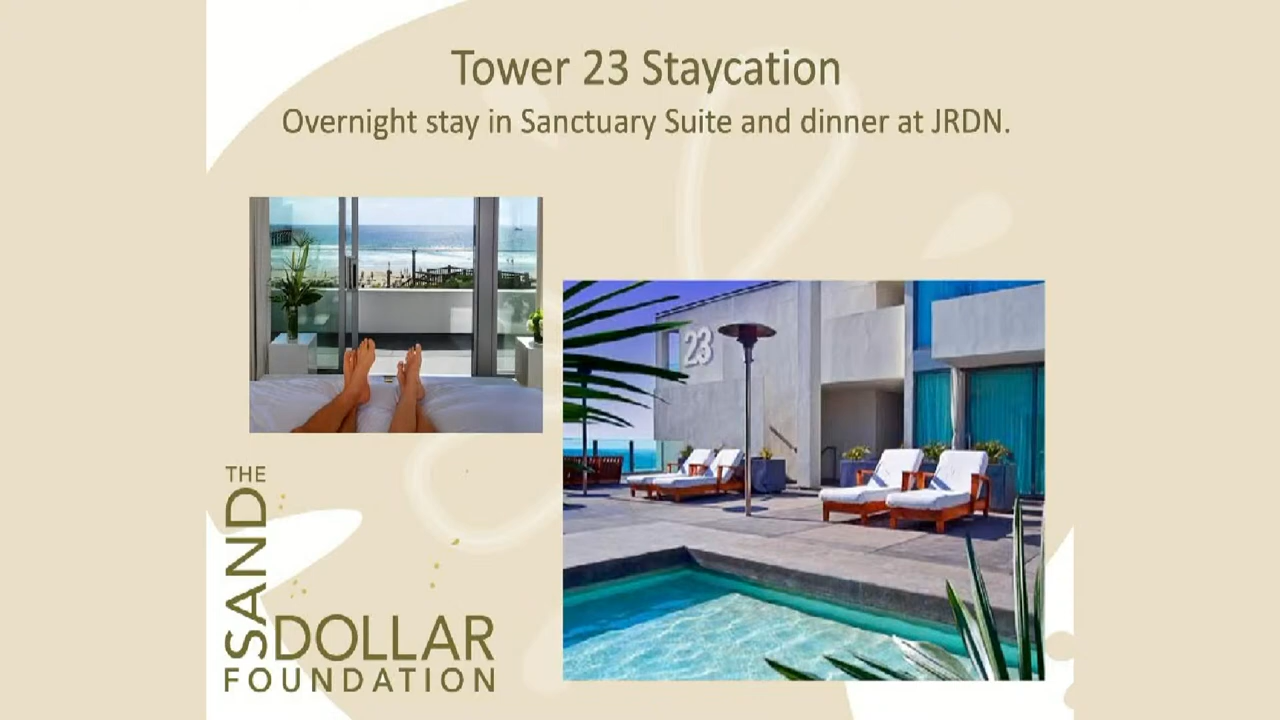 Tower 23 Staycation
Overnight stay in Sanctuary Suite and dinner at JRDN.
23
THE
SAND
DOLLAR
FOUNDATION